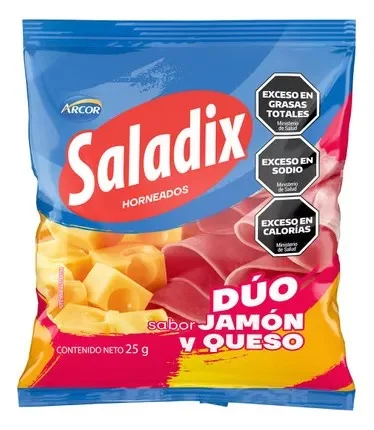 ARCOR
Saladix
HORNEADOS
EXCESO EN
GRASAS
TOTALES
Ministerio
de Salud
EXCESO EN
SODIO
Ministerio
de Salud
EXCESO EN
CALORÍAS
Ministerio
de Salud
DÚO
sabor JAMÓN
y QUESO
CONTENIDO NETO 25 g